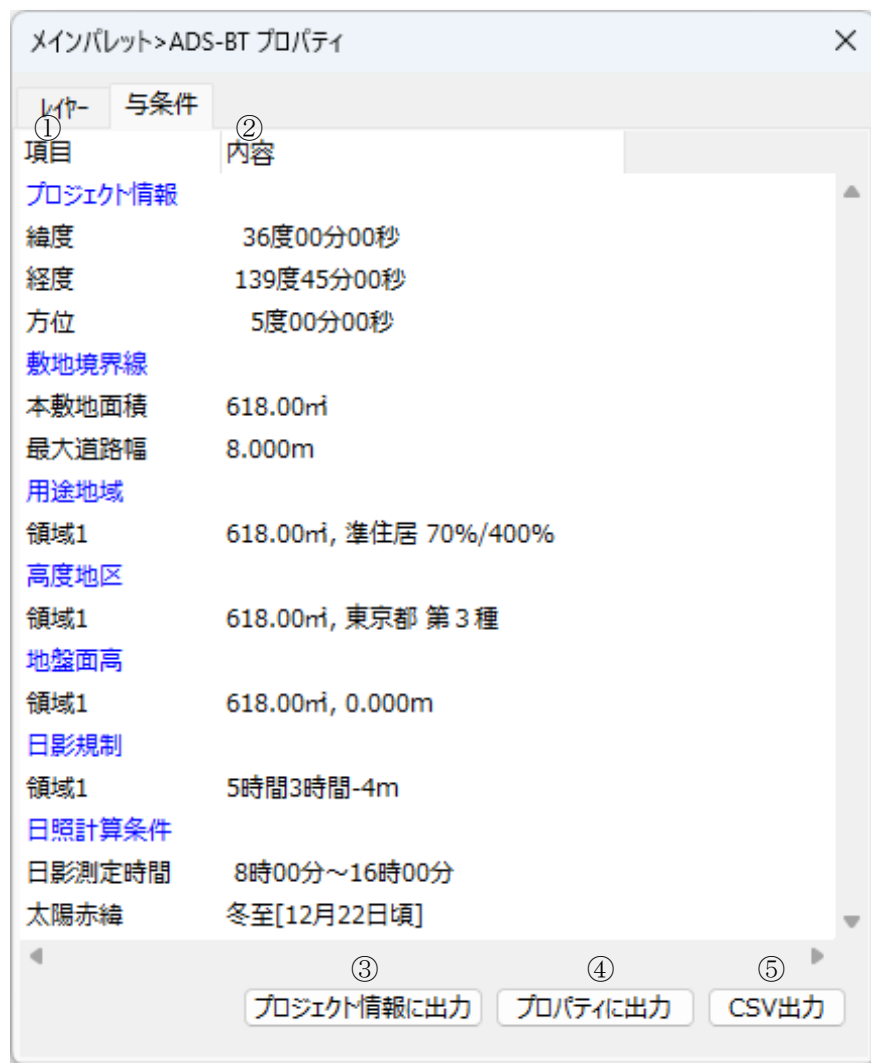 メインパレット>ADS-BT プロパティ
レイヤー 与条件
① ②
項目 内容
プロジェクト情報
緯度 36度00分00秒
経度 139度45分00秒
方位 5度00分00秒
敷地境界線
本敷地面積 618.00㎡
最大道路幅 8.000m
用途地域
領域1 618.00㎡, 準住居 70%/400%
高度地区
領域1 618.00㎡, 東京都 第３種
地盤面高
領域1 618.00㎡, 0.000m
日影規制
領域1 5時間3時間-4m
日照計算条件
日影測定時間 8時00分～16時00分
太陽赤緯 冬至[12月22日頃]
③ ④ ⑤
プロジェクト情報に出力 プロパティに出力 CSV出力